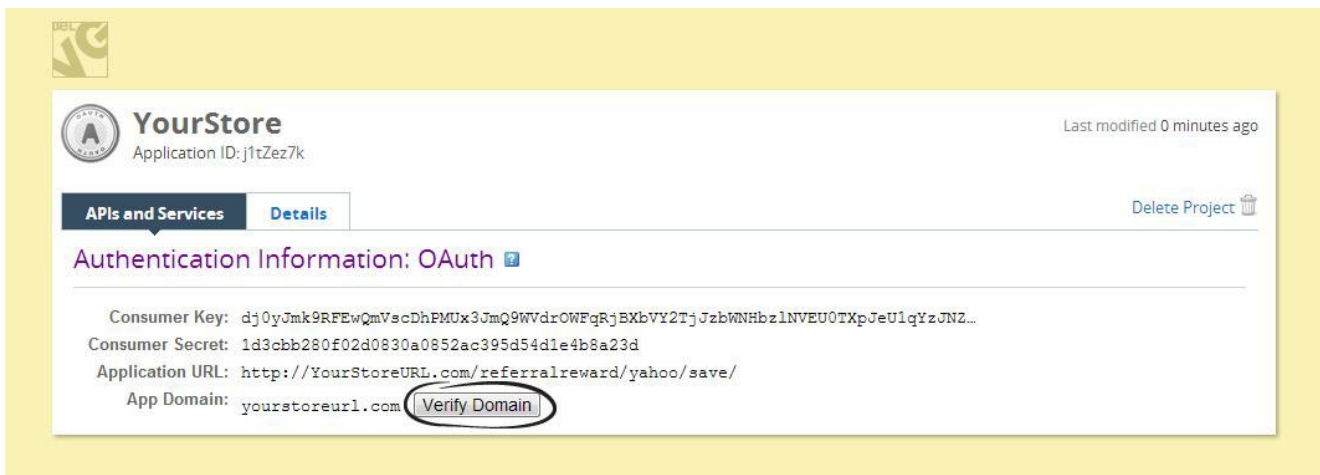 YourStore
Last modified 0 minutes ago
Application ID: j1tZez7k
APIs and Services
Details
Delete Project
Authentication Information: OAuth
Consumer Key: dj0yJmk9RFEwQmVscDhPMUx3JmQ9WVdrOWFqRjBXbVY2TjJzbWNHbzlNVEU0TXpJeU1qYzJNZ…
Consumer Secret: 1d3cbb280f02d0830a0852ac395d54d1e4b8a23d
Application URL: http://YourStoreURL.com/referralreward/yahoo/save/
App Domain: yourstoreurl.com Verify Domain